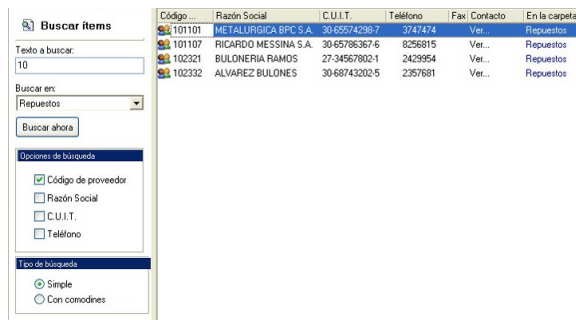 Buscar ítems
Texto a buscar:
10
Buscar en:
Repuestos
Buscar ahora
Opciones de búsqueda
Código de proveedor
Razón Social
C.U.I.T.
Teléfono
Tipo de búsqueda
Simple
Con comodines
Código ... Razón Social C.U.I.T. Teléfono Fax Contacto En la carpeta
101101 METALURGICA BPC S.A. 30-65574298-7 3747474 Ver... Repuestos
101107 RICARDO MESSINA S.A. 30-65786367-6 8256815 Ver... Repuestos
102321 BULONERIA RAMOS 27-34567802-1 2429954 Ver... Repuestos
102332 ALVAREZ BULONES 30-68743202-5 2357681 Ver... Repuestos